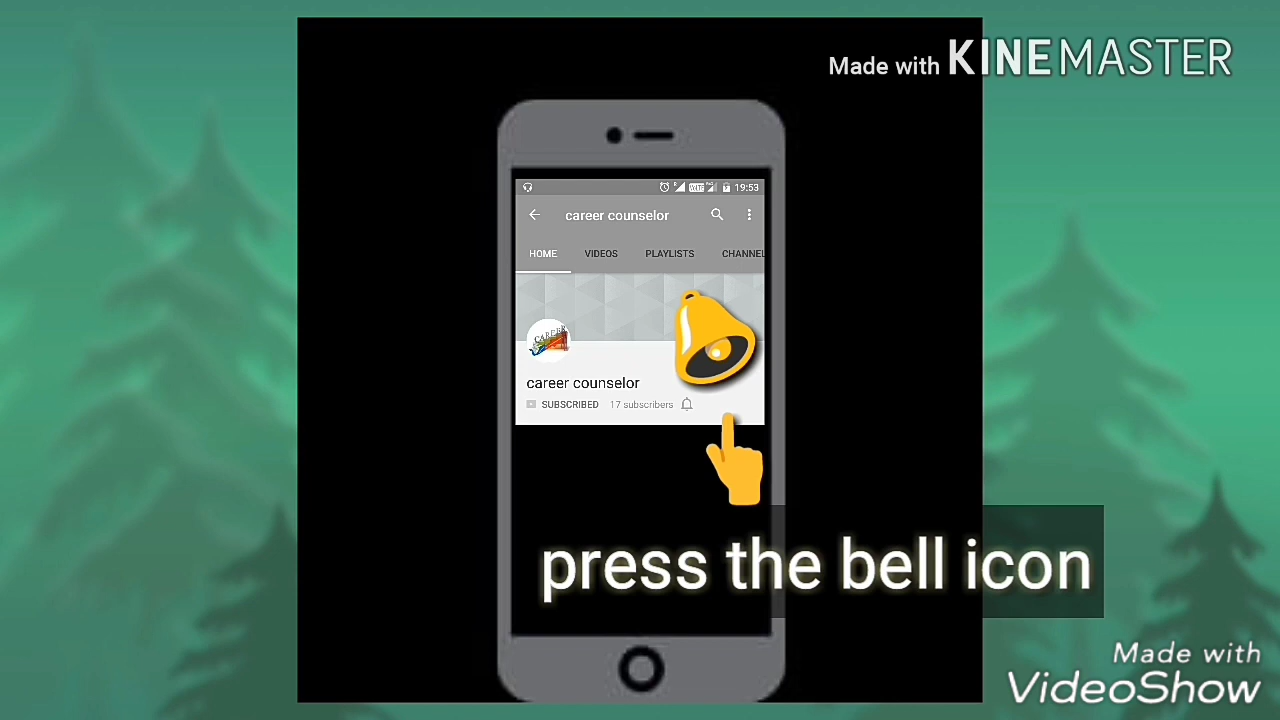 Made with KINEMASTER
19:53
career counselor
HOME VIDEOS PLAYLISTS CHANNEL
CAREER
career counselor
SUBSCRIBED 17 subscribers
press the bell icon
Made with
VideoShow